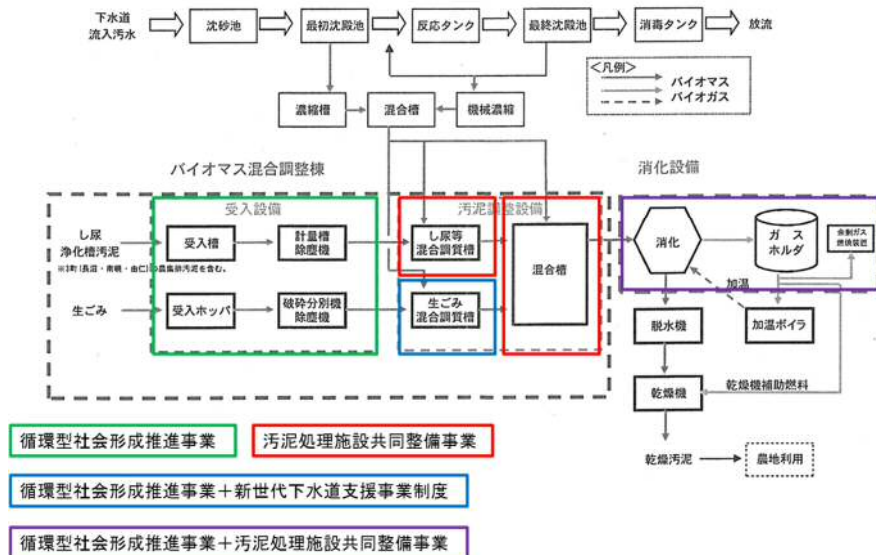 下水道
流入汚水
沈砂池
最初沈殿池
反応タンク
最終沈殿池
消毒タンク
放流
<凡例>
バイオマス
バイオガス
濃縮槽
混合槽
機械濃縮
バイオマス混合調整棟
消化設備
受入設備
汚泥調整設備
し尿
浄化槽汚泥
受入槽
計量槽
除塵機
し尿等
混合調質槽
混合槽
消化
ガス
ホルダ
余剰ガス
燃焼装置
生ごみ
受入ホッパ
破砕分別機
除塵機
生ごみ
混合調質槽
加温
脱水機
加温ボイラ
乾燥機
乾燥機補助燃料
乾燥汚泥
農地利用
循環型社会形成推進事業
汚泥処理施設共同整備事業
循環型社会形成推進事業＋新世代下水道支援事業制度
循環型社会形成推進事業＋汚泥処理施設共同整備事業